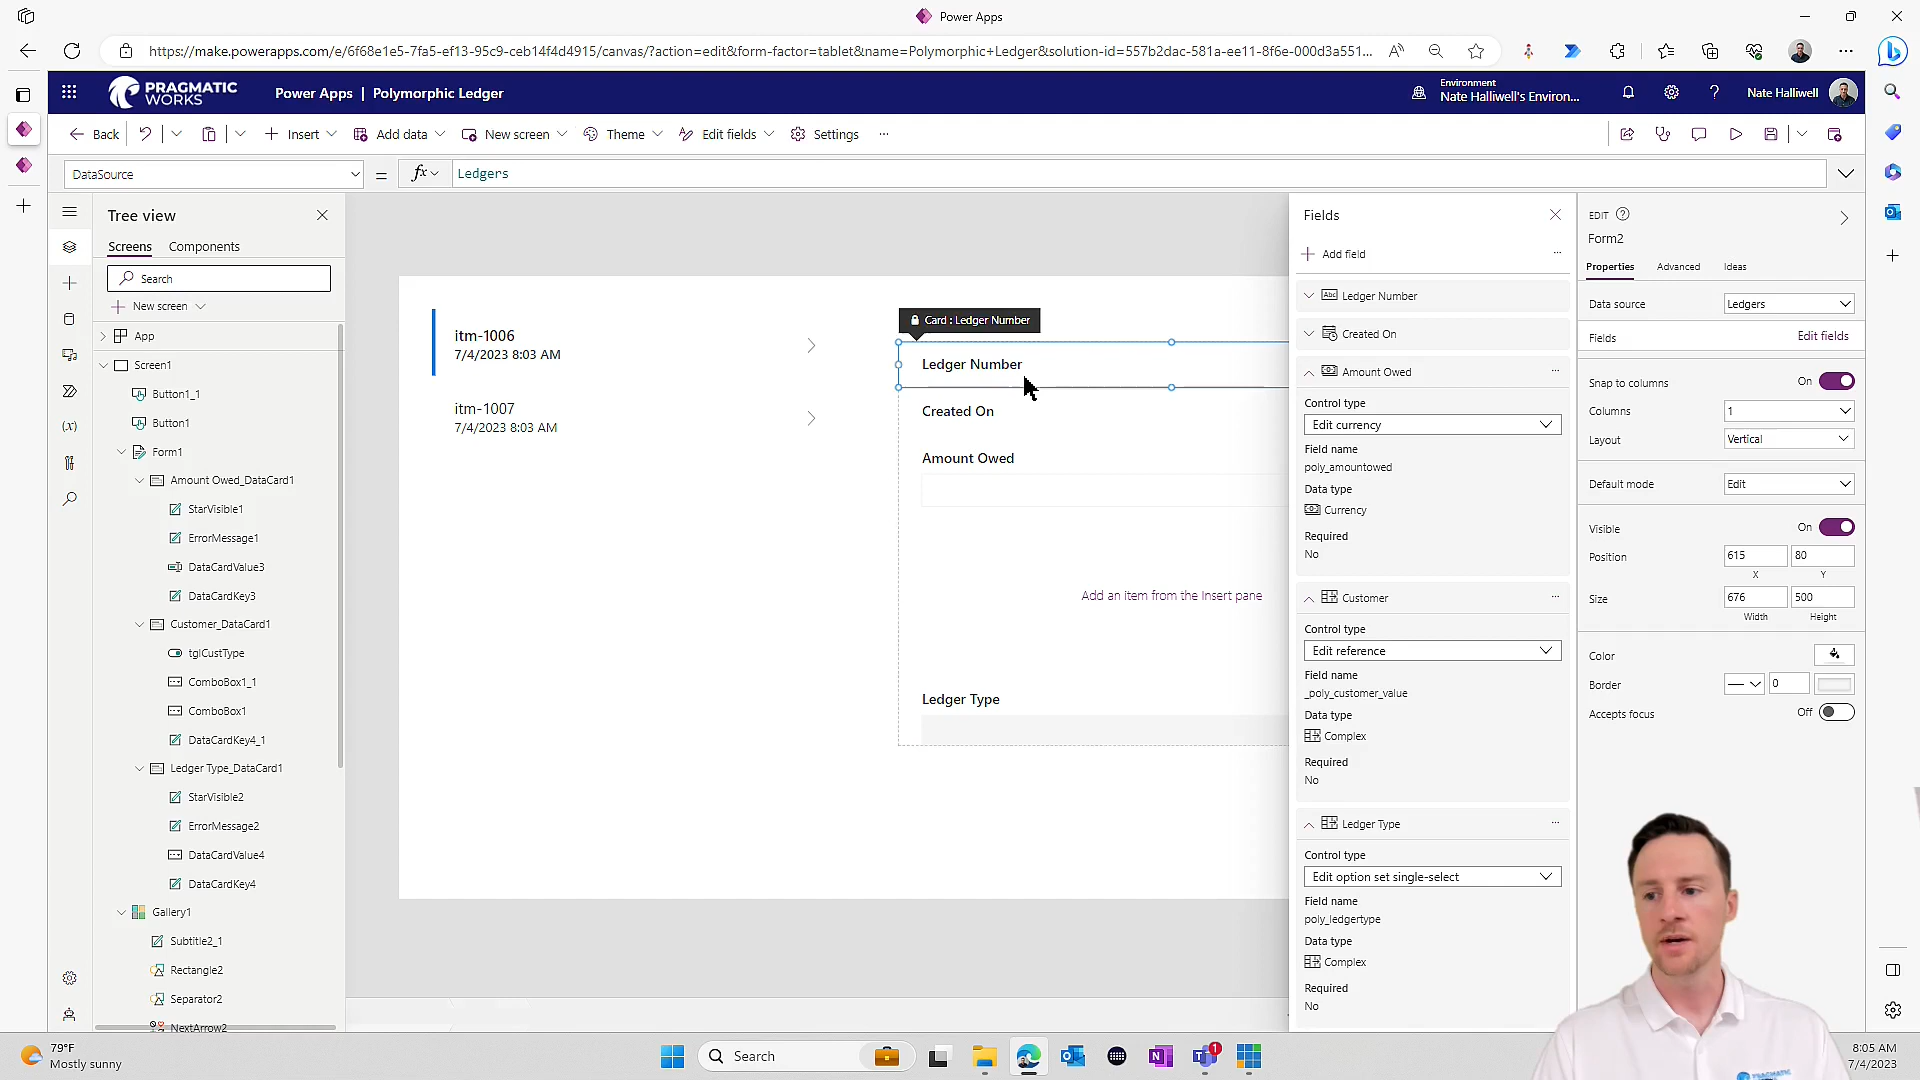 Power Apps
https://make.powerapps.com/e/6f68e1e5-7fa5-ef13-95c9-ceb14f4d4915/canvas/?action=edit&form-factor=tablet&name=Polymorphic+Ledger&solution-id=557b2dac-581a-ee11-8f6e-000d3a551...
PRAGMATIC WORKS
Power Apps | Polymorphic Ledger
Environment
Nate Halliwell's Environ...
Nate Halliwell
Back
Insert
Add data
New screen
Theme
Edit fields
Settings
DataSource
=
fx
Ledgers
Tree view
Screens
Components
Search
New screen
App
Screen1
Button1_1
Button1
Form1
Amount Owed_DataCard1
StarVisible1
ErrorMessage1
DataCardValue3
DataCardKey3
Customer_DataCard1
tglCustType
ComboBox1_1
ComboBox1
DataCardKey4_1
Ledger Type_DataCard1
StarVisible2
ErrorMessage2
DataCardValue4
DataCardKey4
Gallery1
Subtitle2_1
Rectangle2
Separator2
NextArrow2
itm-1006
7/4/2023 8:03 AM
itm-1007
7/4/2023 8:03 AM
Card : Ledger Number
Ledger Number
Created On
Amount Owed
Add an item from the Insert pane
Ledger Type
Fields
Add field
Abc Ledger Number
Created On
Amount Owed
Control type
Edit currency
Field name
poly_amountowed
Data type
Currency
Required
No
Customer
Control type
Edit reference
Field name
_poly_customer_value
Data type
Complex
Required
No
Ledger Type
Control type
Edit option set single-select
Field name
poly_ledgertype
Data type
Complex
Required
No
EDIT
Form2
Properties
Advanced
Ideas
Data source
Ledgers
Fields
Edit fields
Snap to columns
On
Columns
1
Layout
Vertical
Default mode
Edit
Visible
On
Position
615
80
X
Y
Size
676
500
Width
Height
Color
Border
0
Accepts focus
Off
79°F
Mostly sunny
Search
1
8:05 AM
7/4/2023
PRAGMATIC